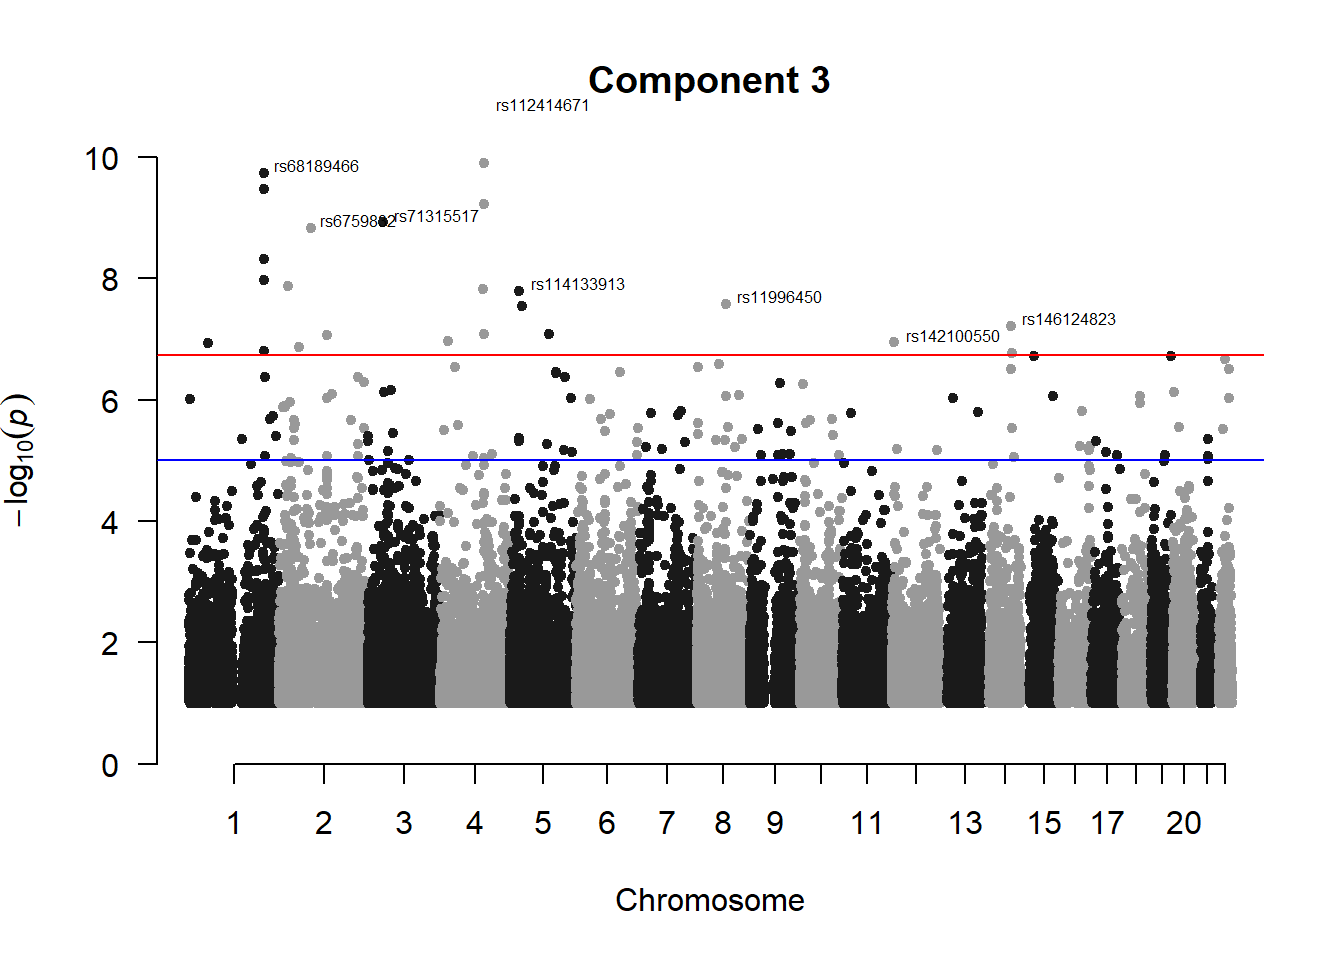 Component 3
rs112414671
rs68189466
rs71315517
rs114133913
rs11996450
rs146124823
rs142100550
10
8
6
4
2
0
−log10(p)
1 2 3 4 5 6 7 8 9 11 13 15 17 20
Chromosome